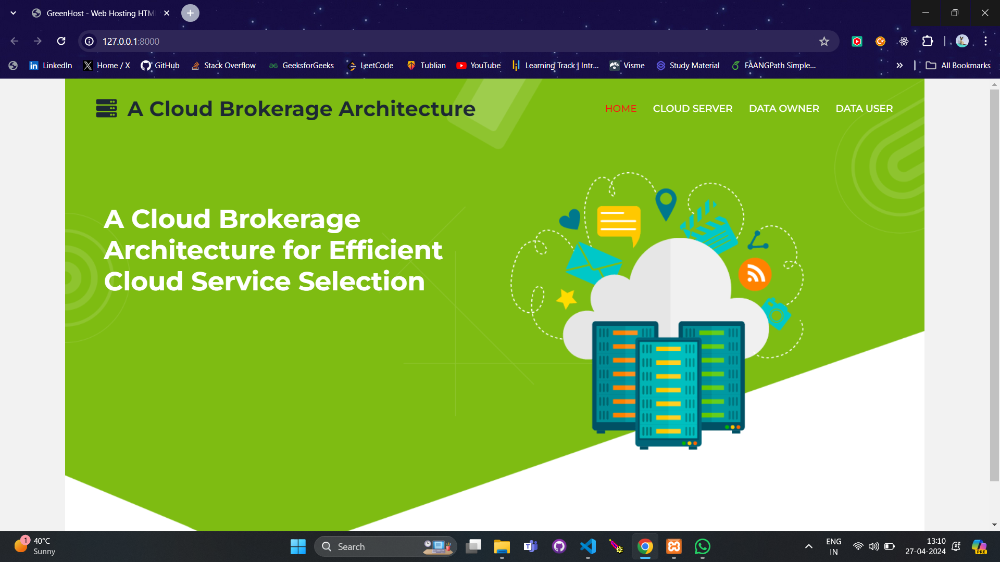 GreenHost - Web Hosting HTM
127.0.0.1:8000
LinkedIn
Home / X
GitHub
Stack Overflow
GeeksforGeeks
LeetCode
Tublian
YouTube
Learning Track | Intr...
Visme
Study Material
FAANGPath Simple...
All Bookmarks
A Cloud Brokerage Architecture
HOME
CLOUD SERVER
DATA OWNER
DATA USER
A Cloud Brokerage
Architecture for Efficient
Cloud Service Selection
1
40°C
Sunny
Search
ENG
IN
13:10
27-04-2024
PRE